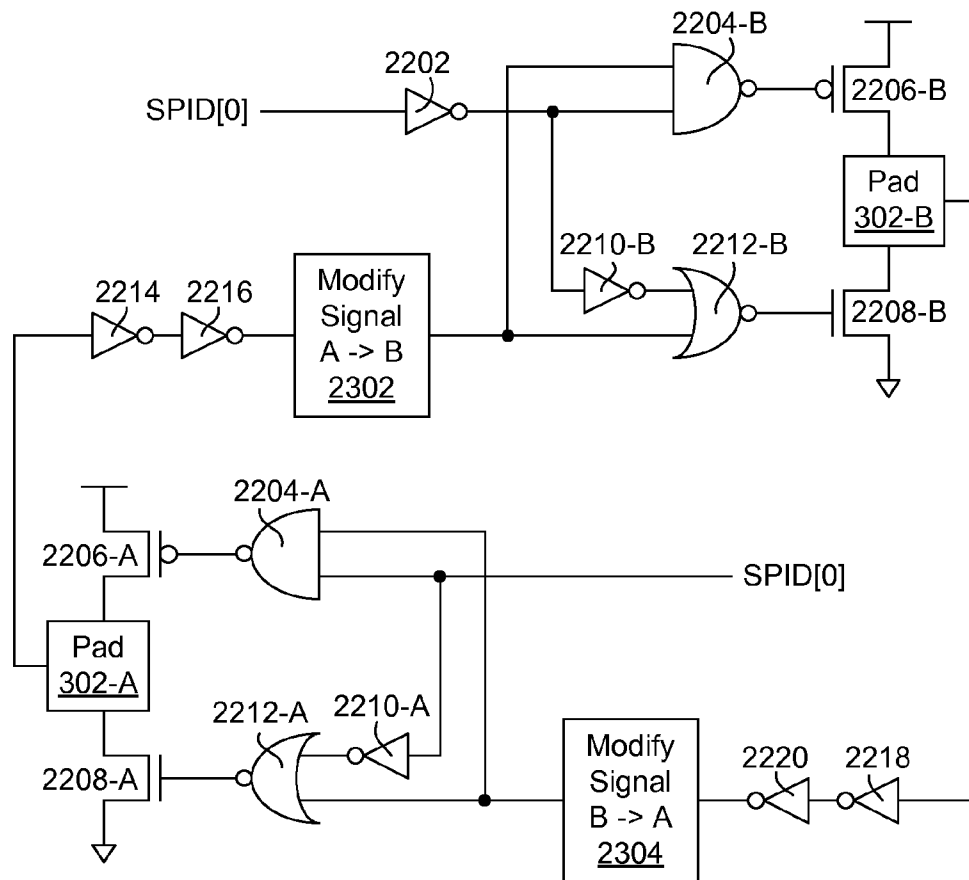 2204-B
2202
SPID[0]
2206-B
Pad
302-B
2210-B
2212-B
2208-B
2214
2216
Modify
Signal
A -> B
2302
2204-A
2206-A
SPID[0]
Pad
302-A
2212-A
2210-A
2208-A
Modify
Signal
B -> A
2304
2220
2218